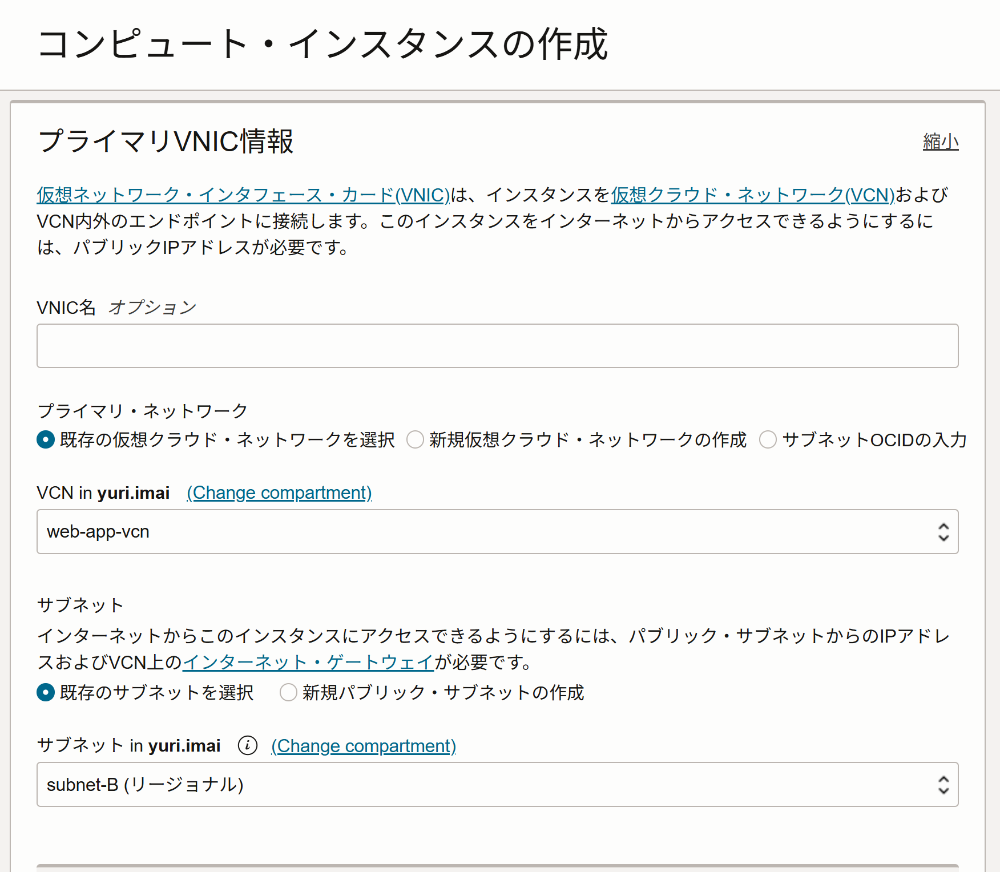 コンピュート・インスタンスの作成
プライマリVNIC情報
縮小
仮想ネットワーク・インタフェース・カード(VNIC)は、インスタンスを仮想クラウド・ネットワーク(VCN)および
VCN内外のエンドポイントに接続します。このインスタンスをインターネットからアクセスできるようにするに
は、パブリックIPアドレスが必要です。
VNIC名 オプション
プライマリ・ネットワーク
既存の仮想クラウド・ネットワークを選択 新規仮想クラウド・ネットワークの作成 サブネットOCIDの入力
VCN in yuri.imai (Change compartment)
web-app-vcn
サブネット
インターネットからこのインスタンスにアクセスできるようにするには、パブリック・サブネットからのIPアドレ
スおよびVCN上のインターネット・ゲートウェイが必要です。
既存のサブネットを選択 新規パブリック・サブネットの作成
サブネット in yuri.imai i (Change compartment)
subnet-B (リージョナル)